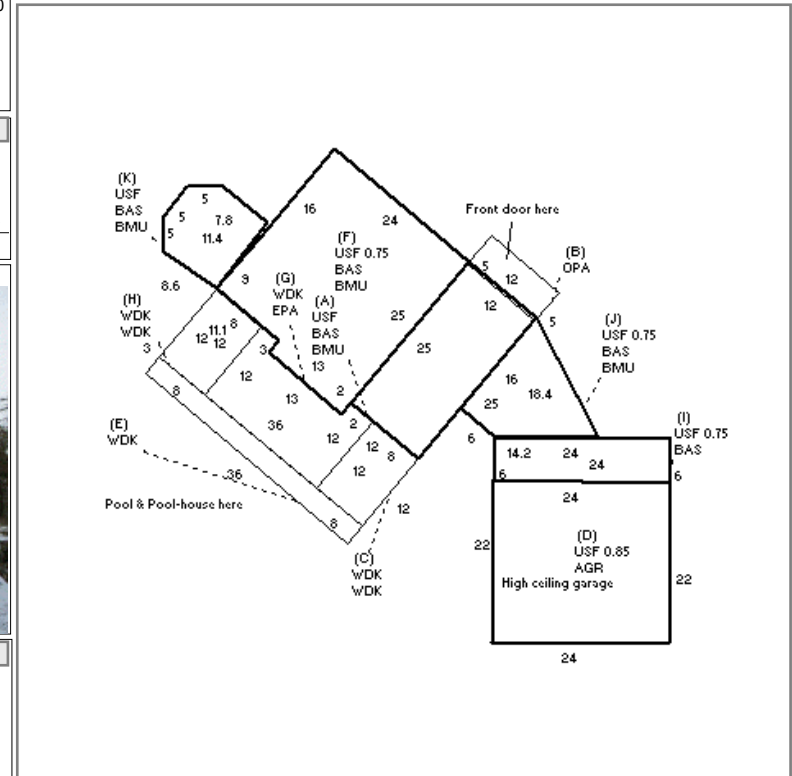 (K)
USF
BAS
BMU
5
5
5
7.8
11.4
8.6
16
24
(F)
USF 0.75
BAS
BMU
9
Front door here
5
12
12
5
(B)
OPA
(G)
WDK
EPA
(A)
USF
BAS
BMU
25
25
(H)
WDK
WDK
3
11.1
8
12
12
3
13
2
12
13
36
2
12
12
8
12
8
(J)
USF 0.75
BAS
BMU
16
18.4
25
6
(I)
USF 0.75
BAS
14.2
24
24
6
6
(E)
WDK
36
Pool & Pool-house here
8
12
(C)
WDK
WDK
24
22
(D)
USF 0.85
AGR
High ceiling garage
22
24